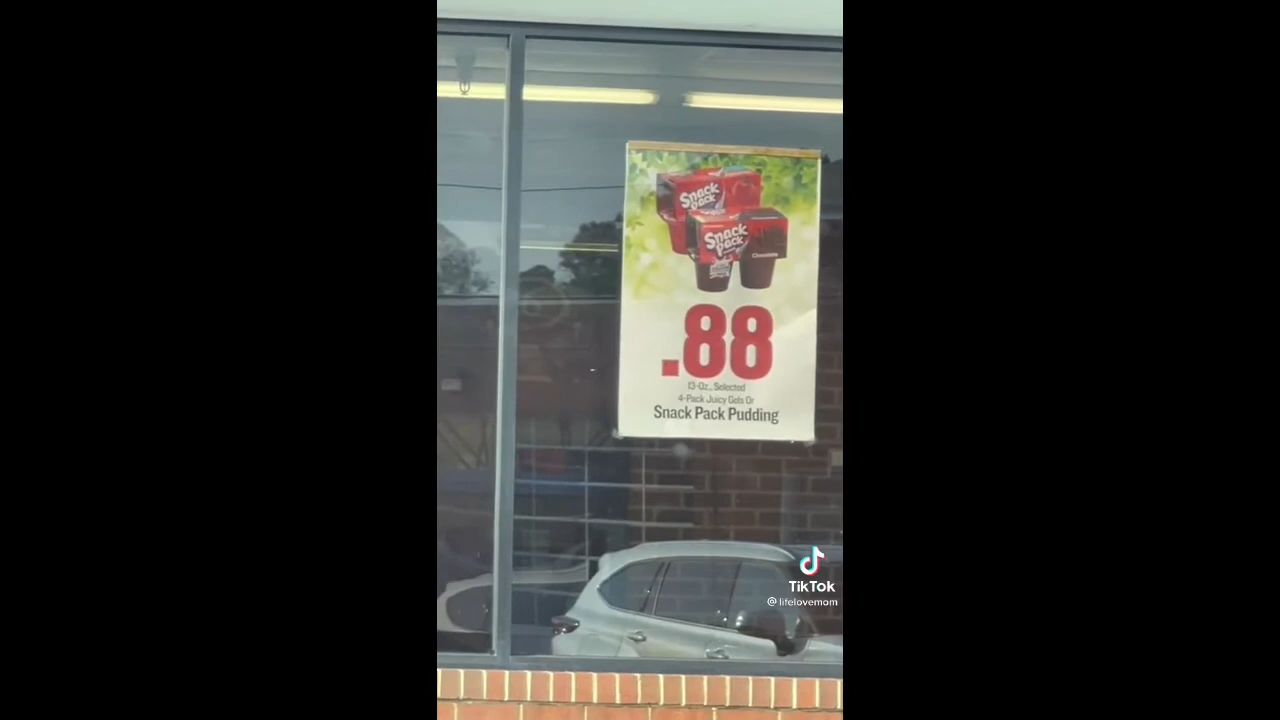 Snack
Pack
Snack
Pack
Chocolate
.88
13-Oz., Selected
4-Pack Juicy Gels Or
Snack Pack Pudding
TikTok
@lifelovemom